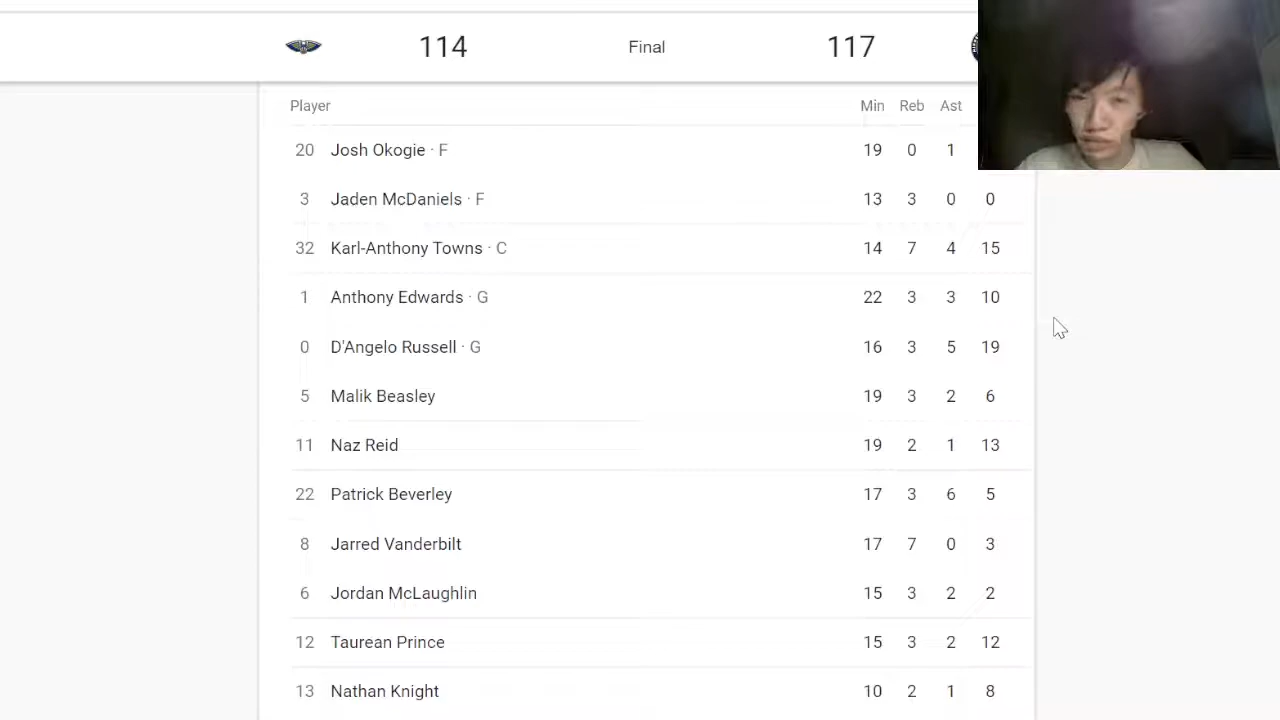 114 Final 117
Player Min Reb Ast
20 Josh Okogie · F 19 0 1
3 Jaden McDaniels · F 13 3 0 0
32 Karl-Anthony Towns · C 14 7 4 15
1 Anthony Edwards · G 22 3 3 10
0 D'Angelo Russell · G 16 3 5 19
5 Malik Beasley 19 3 2 6
11 Naz Reid 19 2 1 13
22 Patrick Beverley 17 3 6 5
8 Jarred Vanderbilt 17 7 0 3
6 Jordan McLaughlin 15 3 2 2
12 Taurean Prince 15 3 2 12
13 Nathan Knight 10 2 1 8